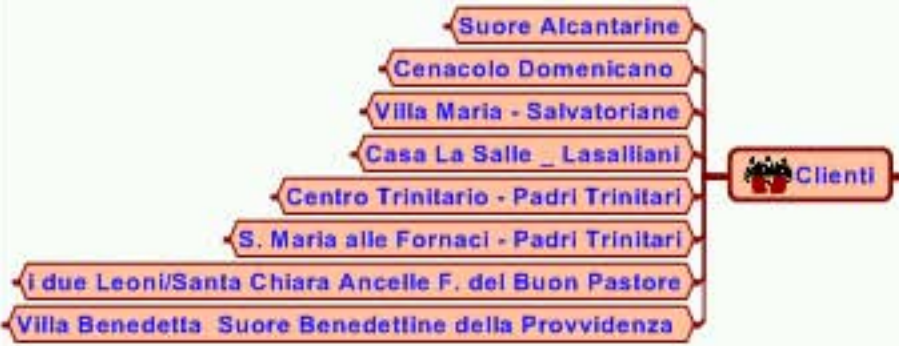 Suore Alcantarine
Cenacolo Domenicano
Villa Maria - Salvatoriane
Casa La Salle _ Lasalliani
Centro Trinitario - Padri Trinitari
S. Maria alle Fornaci - Padri Trinitari
i due Leoni/Santa Chiara Ancelle F. del Buon Pastore
Villa Benedetta Suore Benedettine della Provvidenza
Clienti